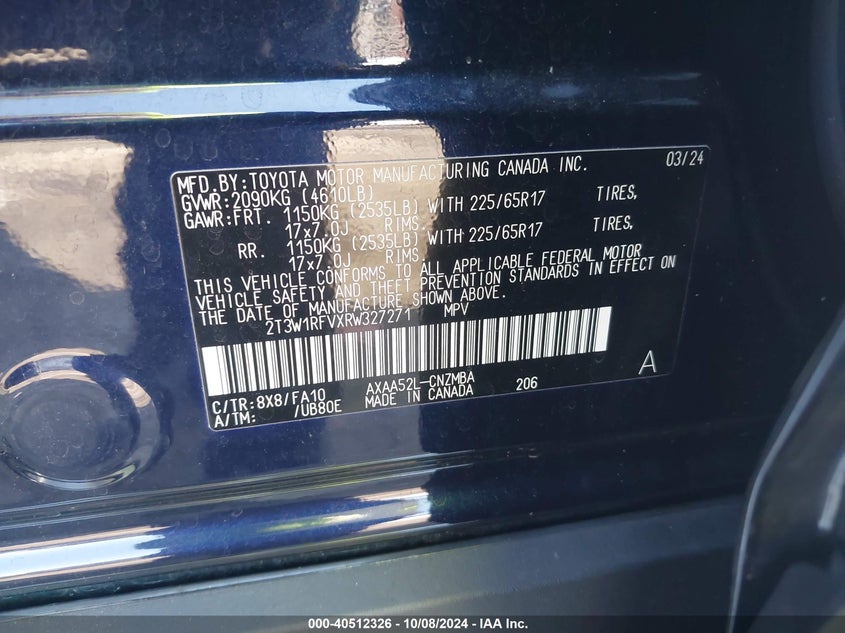 MFD.BY:TOYOTA MOTOR MANUFACTURING CANADA INC. 03/24
GVWR:2090KG (4610LB)
GAWR:FRT. 1150KG (2535LB) WITH 225/65R17 TIRES,
17x7.0J RIMS.
RR. 1150KG (2535LB) WITH 225/65R17 TIRES,
17x7.0J RIMS.
THIS VEHICLE CONFORMS TO ALL APPLICABLE FEDERAL MOTOR
VEHICLE SAFETY AND THEFT PREVENTION STANDARDS IN EFFECT ON
THE DATE OF MANUFACTURE SHOWN ABOVE.
2T3W1RFVXRW327271 MPV
A
C/TR:8X8/FA10 AXAA52L-CNZMBA 206
A/TM: /UB80E MADE IN CANADA
000-40512326 - 10/08/2024 - IAA Inc.